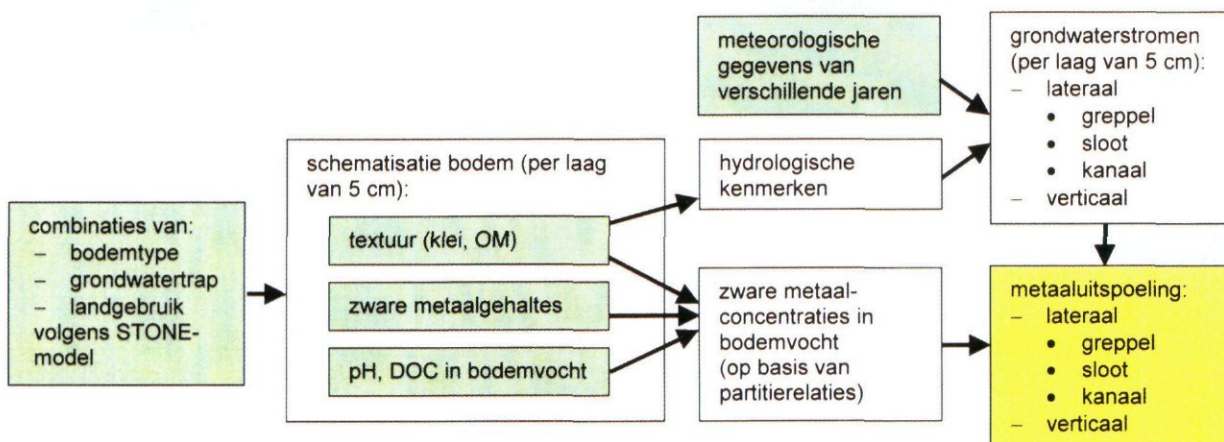 combinaties van:
– bodemtype
– grondwatertrap
– landgebruik
volgens STONE-
model
schematisatie bodem (per laag
van 5 cm):
textuur (klei, OM)
zware metaalgehaltes
pH, DOC in bodemvocht
meteorologische
gegevens van
verschillende jaren
hydrologische
kenmerken
zware metaal-
concentraties in
bodemvocht
(op basis van
partitierelaties)
grondwaterstromen
(per laag van 5 cm):
– lateraal
• greppel
• sloot
• kanaal
– verticaal
metaaluitspoeling:
– lateraal
• greppel
• sloot
• kanaal
– verticaal